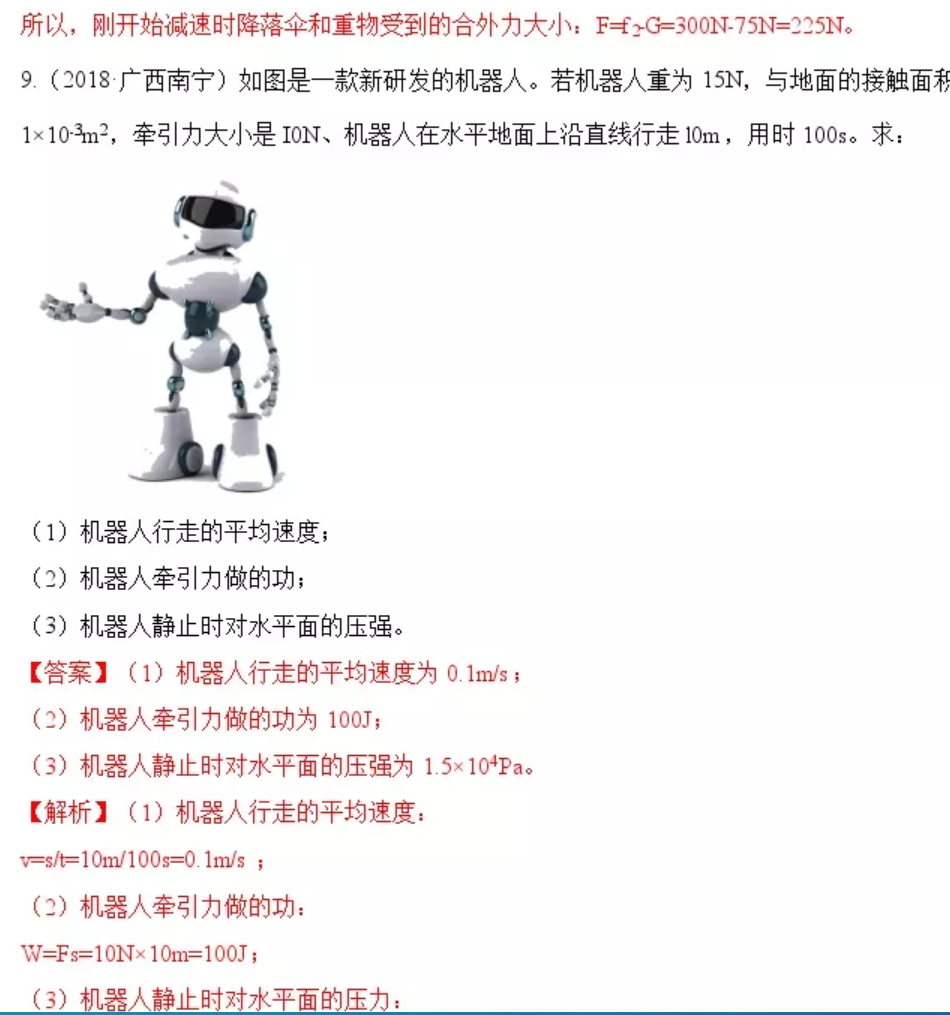 所以，刚开始减速时降落伞和重物受到的合外力大小：F=f₂-G=300N-75N=225N。
9.（2018·广西南宁）如图是一款新研发的机器人。若机器人重为 15N，与地面的接触面积
1×10⁻³m²，牵引力大小是 I0N、机器人在水平地面上沿直线行走 l0m，用时 100s。求：
（1）机器人行走的平均速度；
（2）机器人牵引力做的功；
（3）机器人静止时对水平面的压强。
【答案】（1）机器人行走的平均速度为 0.1m/s；
（2）机器人牵引力做的功为 100J；
（3）机器人静止时对水平面的压强为 1.5×10⁴Pa。
【解析】（1）机器人行走的平均速度：
v=s/t=10m/100s=0.1m/s ；
（2）机器人牵引力做的功：
W=Fs=10N×10m=100J；
（3）机器人静止时对水平面的压力：